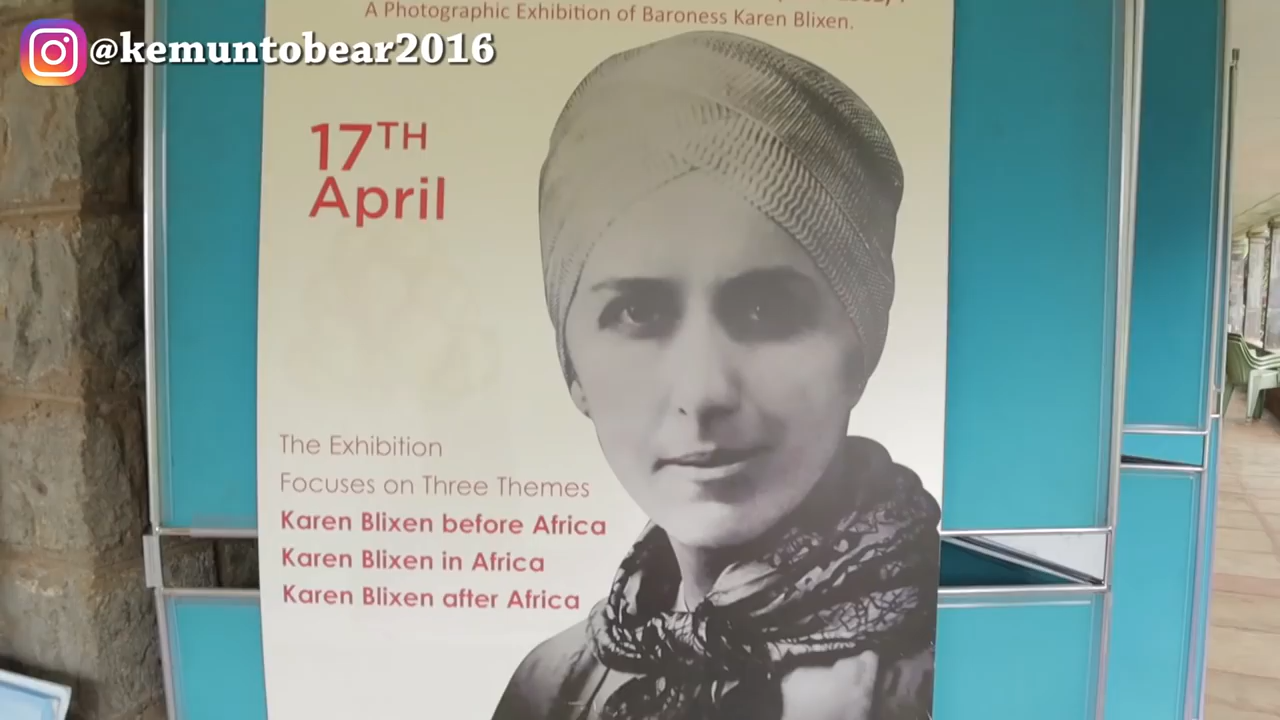 A Photographic Exhibition of Baroness Karen Blixen.
@kemuntobear2016
17TH
April
The Exhibition
Focuses on Three Themes
Karen Blixen before Africa
Karen Blixen in Africa
Karen Blixen after Africa